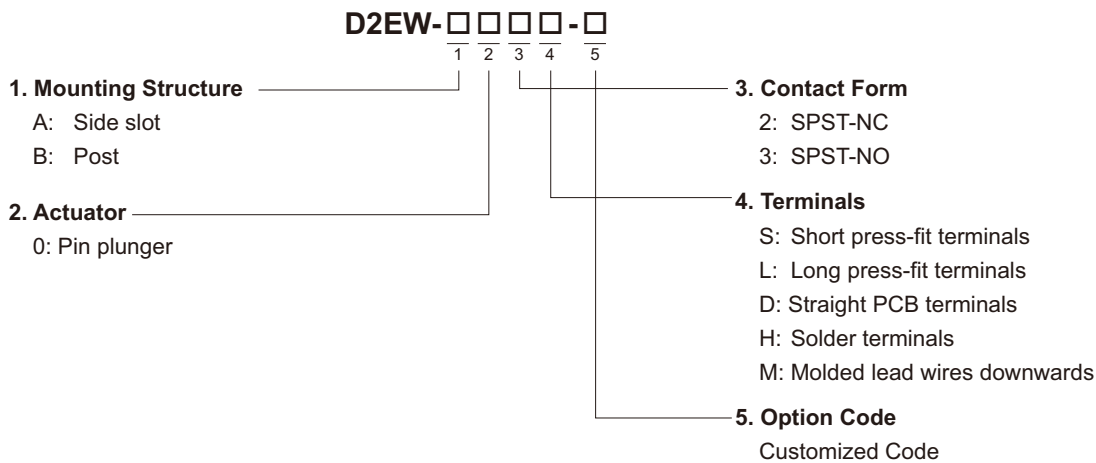 D2EW-□□□□-□
1 2 3 4 5
1. Mounting Structure
A: Side slot
B: Post
2. Actuator
0: Pin plunger
3. Contact Form
2: SPST-NC
3: SPST-NO
4. Terminals
S: Short press-fit terminals
L: Long press-fit terminals
D: Straight PCB terminals
H: Solder terminals
M: Molded lead wires downwards
5. Option Code
Customized Code